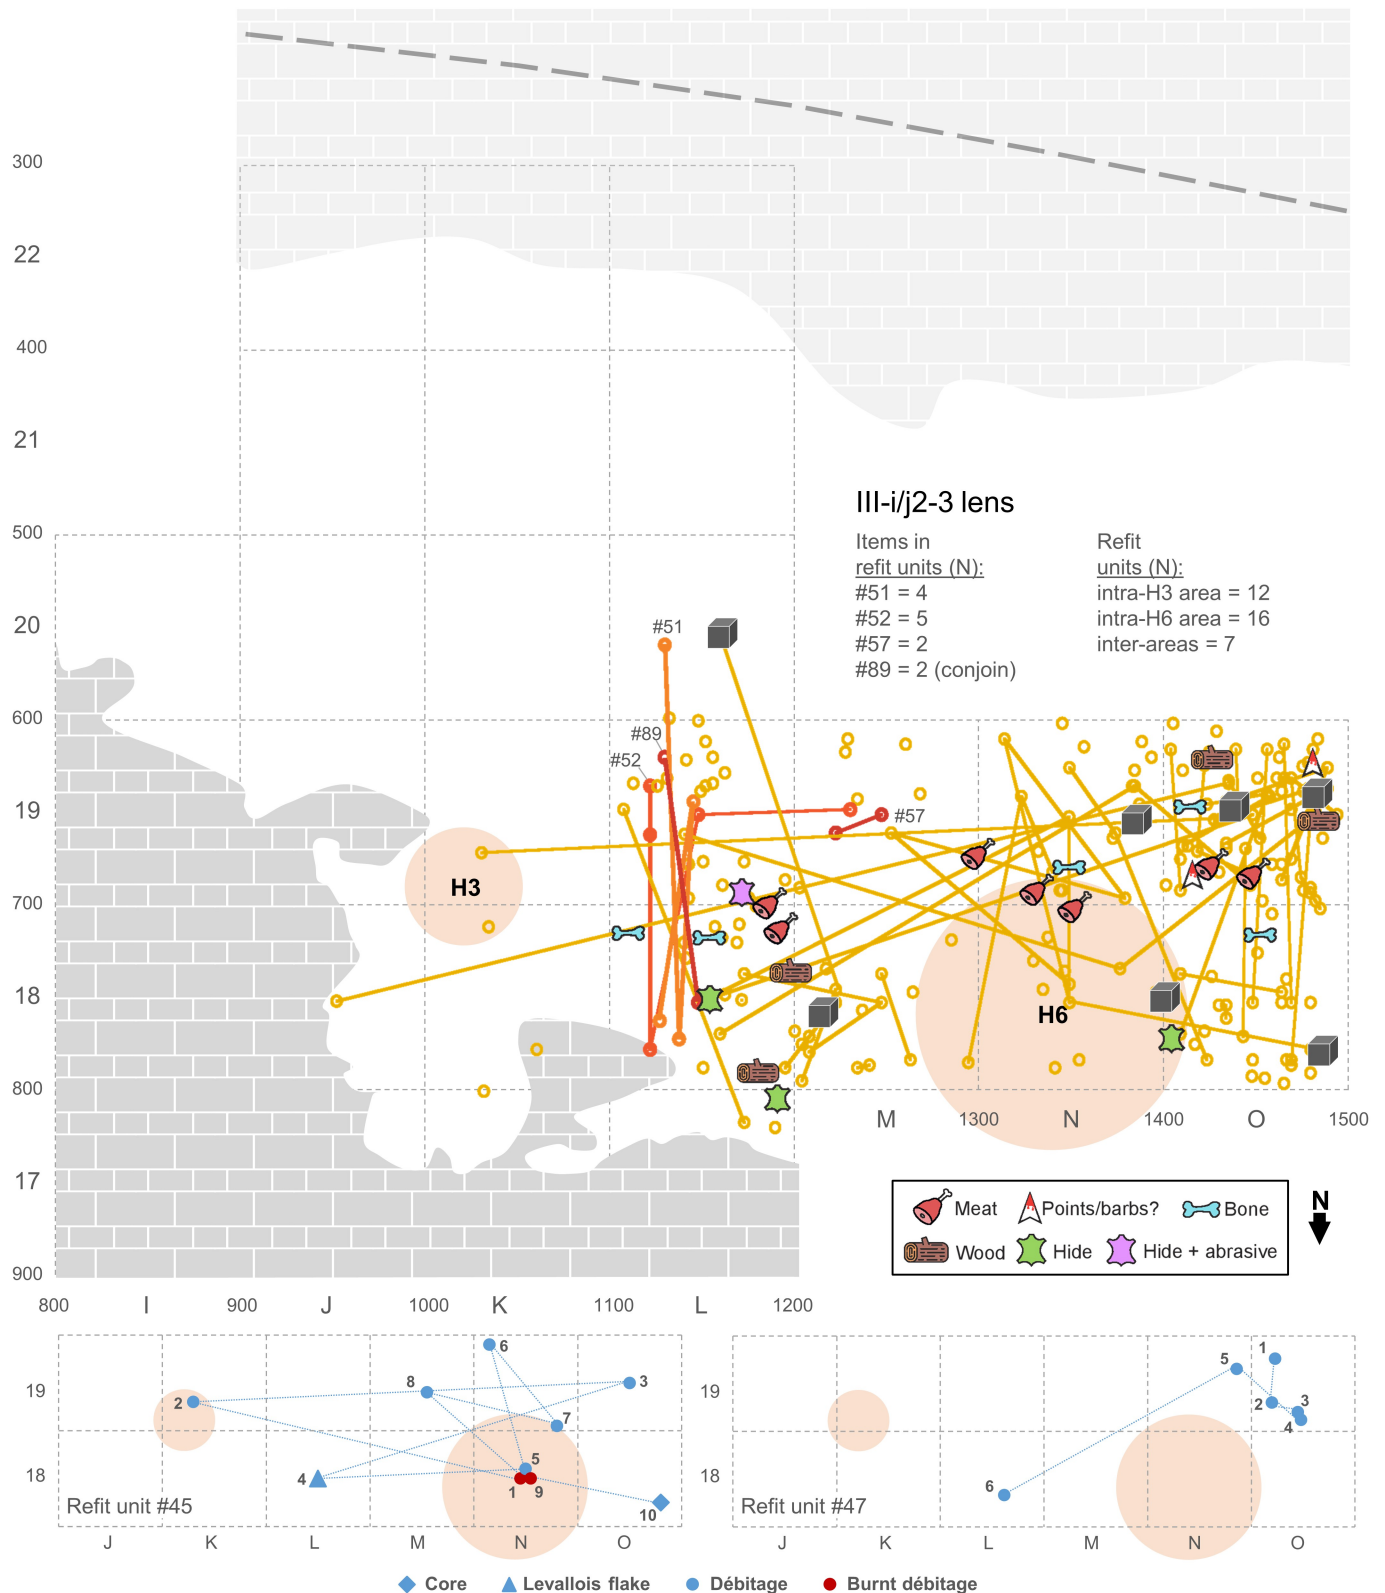 300
22
400
21
III-i/j2-3 lens
500
Items in
refit units (N):
#51 = 4
#52 = 5
#57 = 2
#89 = 2 (conjoin)
Refit
units (N):
intra-H3 area = 12
intra-H6 area = 16
inter-areas = 7
20
#51
600
#89
#52
19
#57
H3
700
18
H6
800
M
1300
N
1400
O
1500
17
Meat
Points/barbs?
Bone
Wood
Hide
Hide + abrasive
N
900
800
I
900
J
1000
K
1100
L
1200
6
8
3
19
2
7
5
4
18
1
9
10
Refit unit #45
J
K
L
M
N
O
1
5
19
2
3
4
18
6
Refit unit #47
J
K
L
M
N
O
Core
Levallois flake
Débitage
Burnt débitage